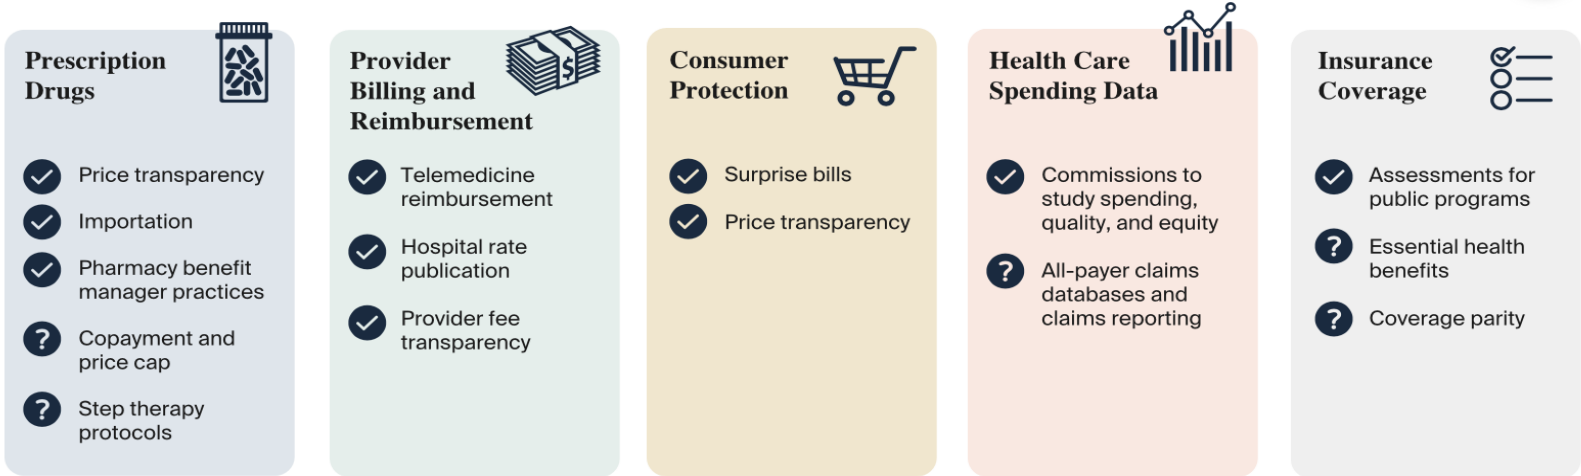 Prescription
Drugs
Price transparency
Importation
Pharmacy benefit
manager practices
?
Copayment and
price cap
?
Step therapy
protocols
Provider
Billing and
Reimbursement
$
Telemedicine
reimbursement
Hospital rate
publication
Provider fee
transparency
Consumer
Protection
Surprise bills
Price transparency
Health Care
Spending Data
Commissions to
study spending,
quality, and equity
?
All-payer claims
databases and
claims reporting
Insurance
Coverage
Assessments for
public programs
?
Essential health
benefits
?
Coverage parity